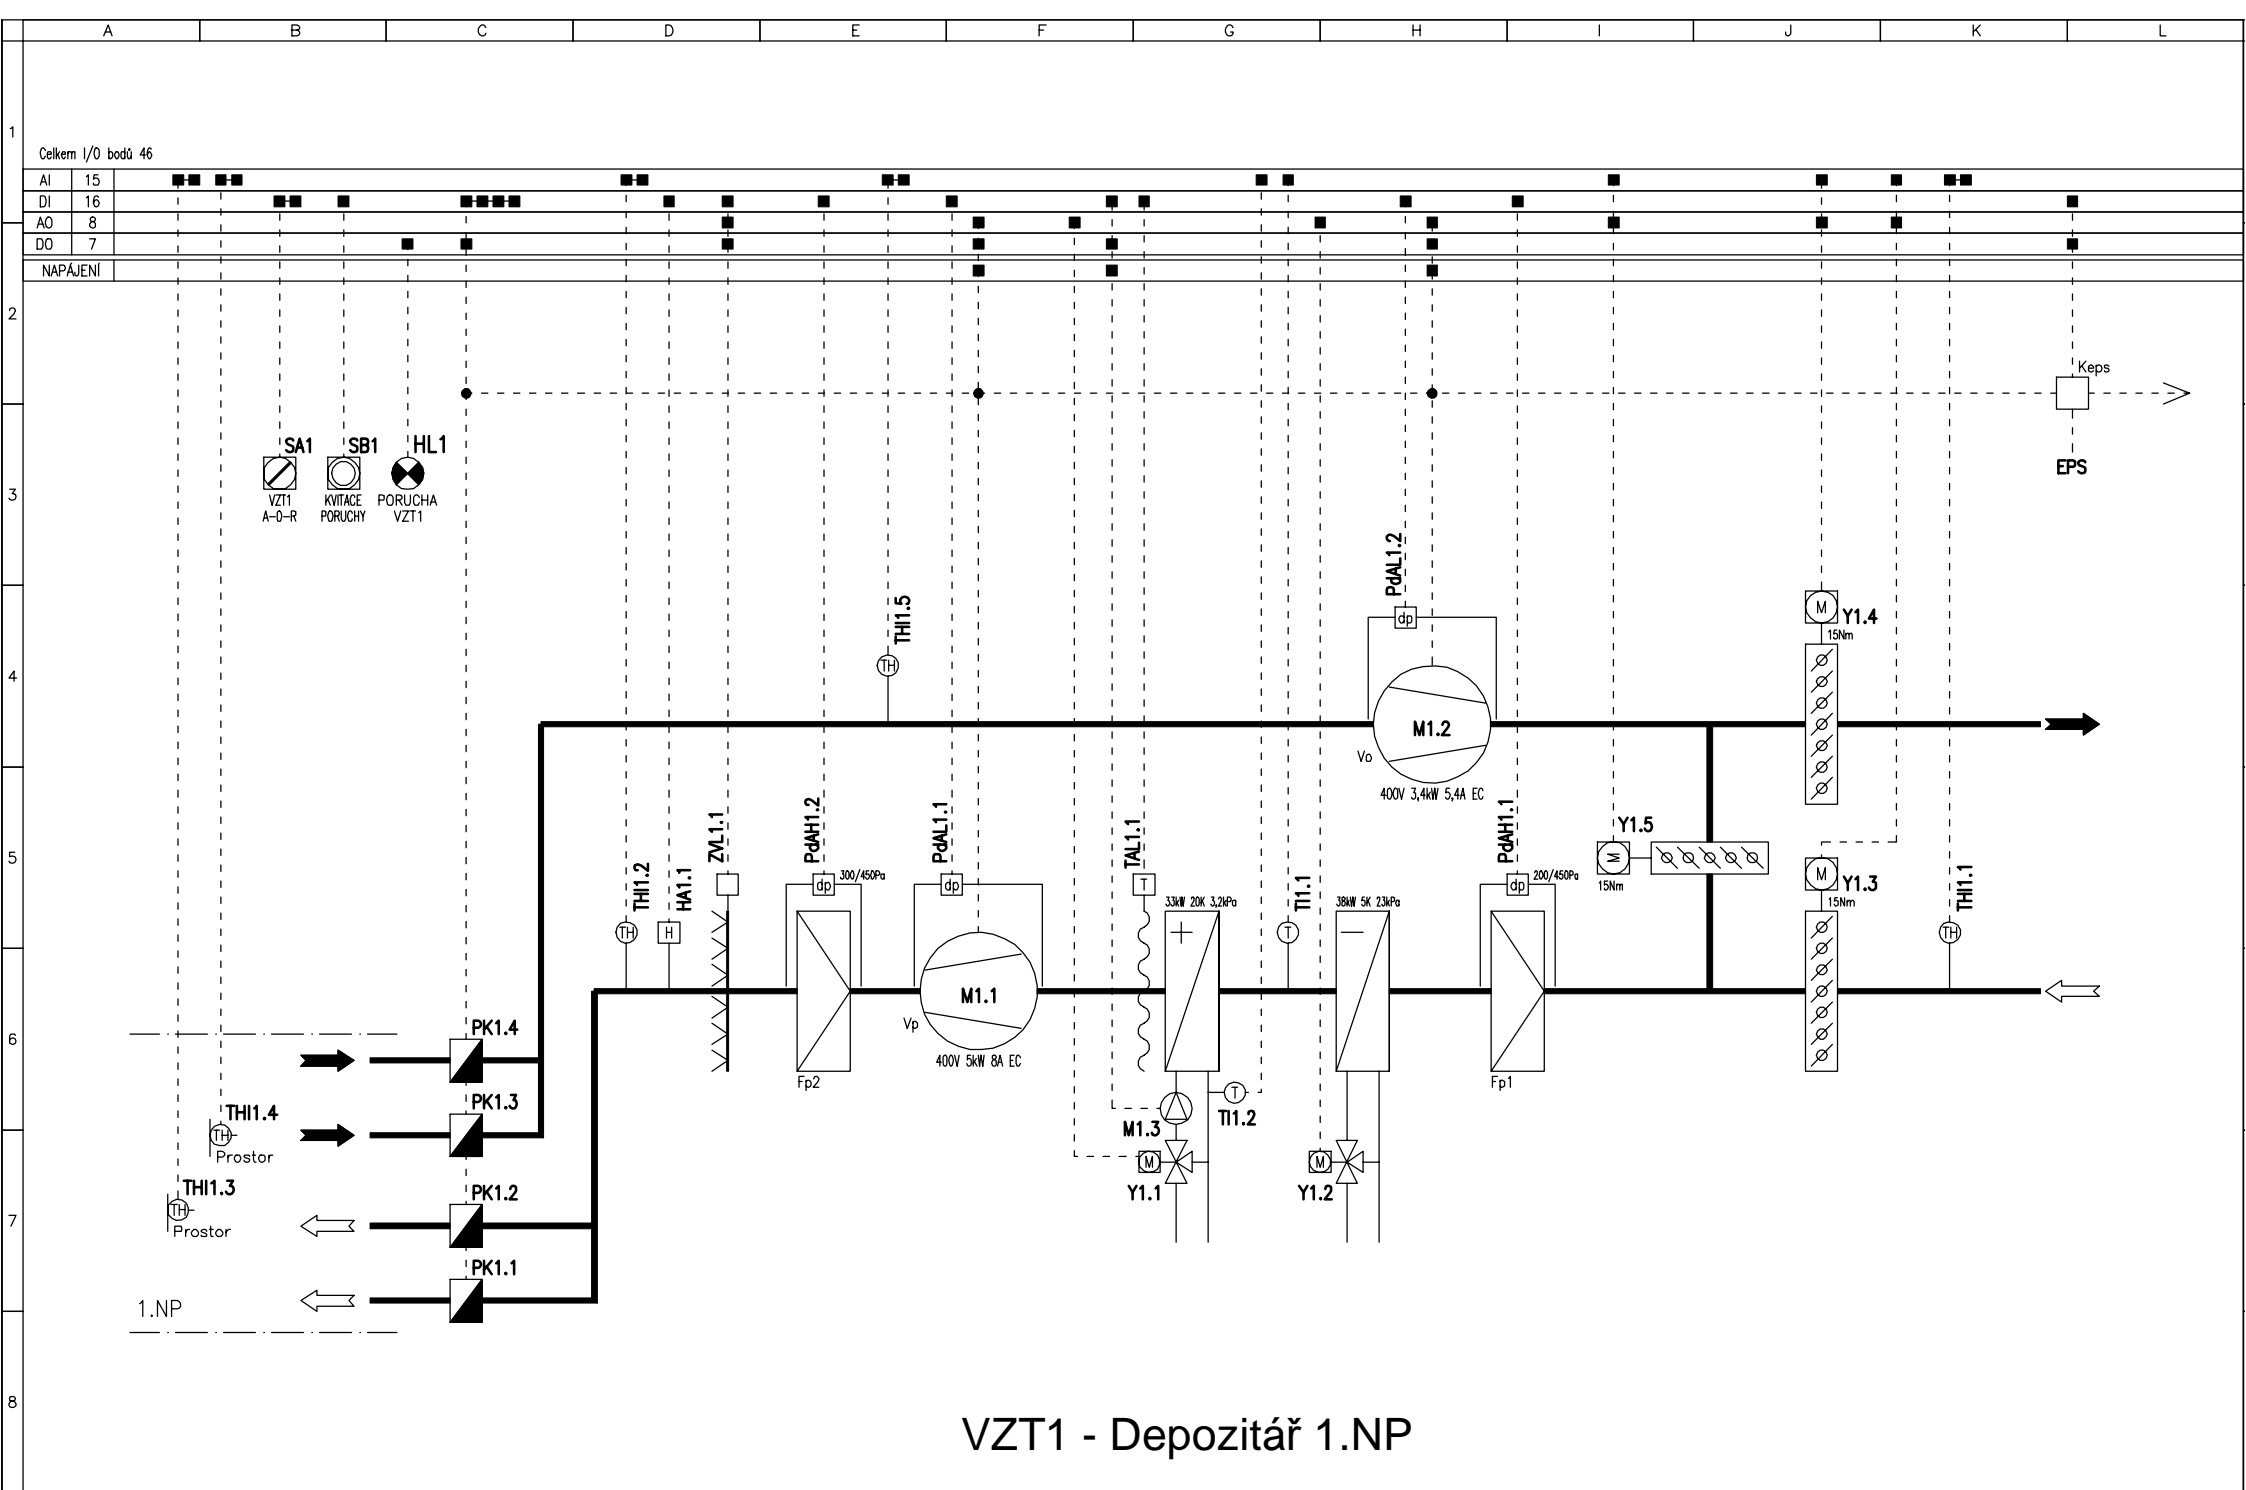 A B C D E F G H I J K L
1
Celkem I/O bodů 46
AI 15
DI 16
AO 8
DO 7
NAPÁJENÍ
2
Keps
SA1 SB1 HL1
EPS
3
VZT1 KVITACE PORUCHA
A-0-R PORUCHY VZT1
PdAL1.2
THI1.5
dp
M Y1.4
15Nm
TH
4
M1.2
Vo
400V 3,4kW 5,4A EC
ZVL1.1 PdAH1.2 PdAL1.1 TAL1.1 PdAH1.1
Y1.5
5
THI1.2 HA1.1 TI1.1 THI1.1
M
15Nm
M Y1.3
15Nm
dp 300/450Pa dp T dp 200/450Pa
33kW 20K 3,2kPa 38kW 5K 23kPa
TH H T TH
M1.1
Vp
400V 5kW 8A EC
6
PK1.4
Fp2 Fp1
T
TI1.2
PK1.3
THI1.4
TH
Prostor
M1.3
M M
Y1.1 Y1.2
THI1.3
TH
Prostor
PK1.2
7
PK1.1
1.NP
8
VZT1 - Depozitář 1.NP